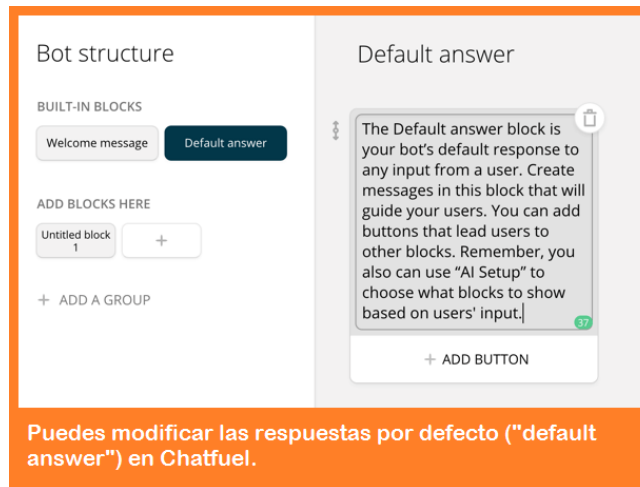 Bot structure
BUILT-IN BLOCKS
Welcome message
Default answer
ADD BLOCKS HERE
Untitled block
1
+
+ ADD A GROUP
Default answer
The Default answer block is
your bot's default response to
any input from a user. Create
messages in this block that will
guide your users. You can add
buttons that lead users to
other blocks. Remember, you
also can use “AI Setup” to
choose what blocks to show
based on users' input.
37
+ ADD BUTTON
Puedes modificar las respuestas por defecto ("default
answer") en Chatfuel.